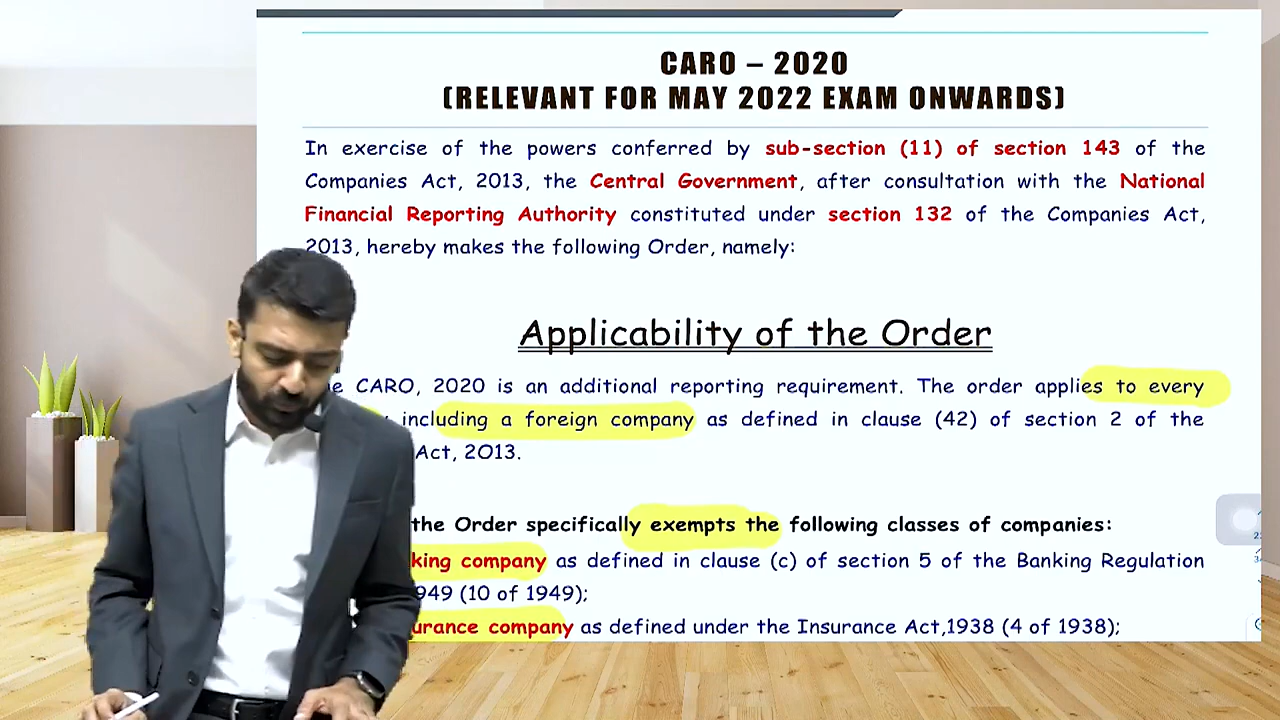 CARO – 2020
(RELEVANT FOR MAY 2022 EXAM ONWARDS)
In exercise of the powers conferred by sub-section (11) of section 143 of the
Companies Act, 2013, the Central Government, after consultation with the National
Financial Reporting Authority constituted under section 132 of the Companies Act,
2013, hereby makes the following Order, namely:
Applicability of the Order
CARO, 2020 is an additional reporting requirement. The order applies to every
including a foreign company as defined in clause (42) of section 2 of the
Act, 2013.
the Order specifically exempts the following classes of companies:
king company as defined in clause (c) of section 5 of the Banking Regulation
949 (10 of 1949);
urance company as defined under the Insurance Act,1938 (4 of 1938);